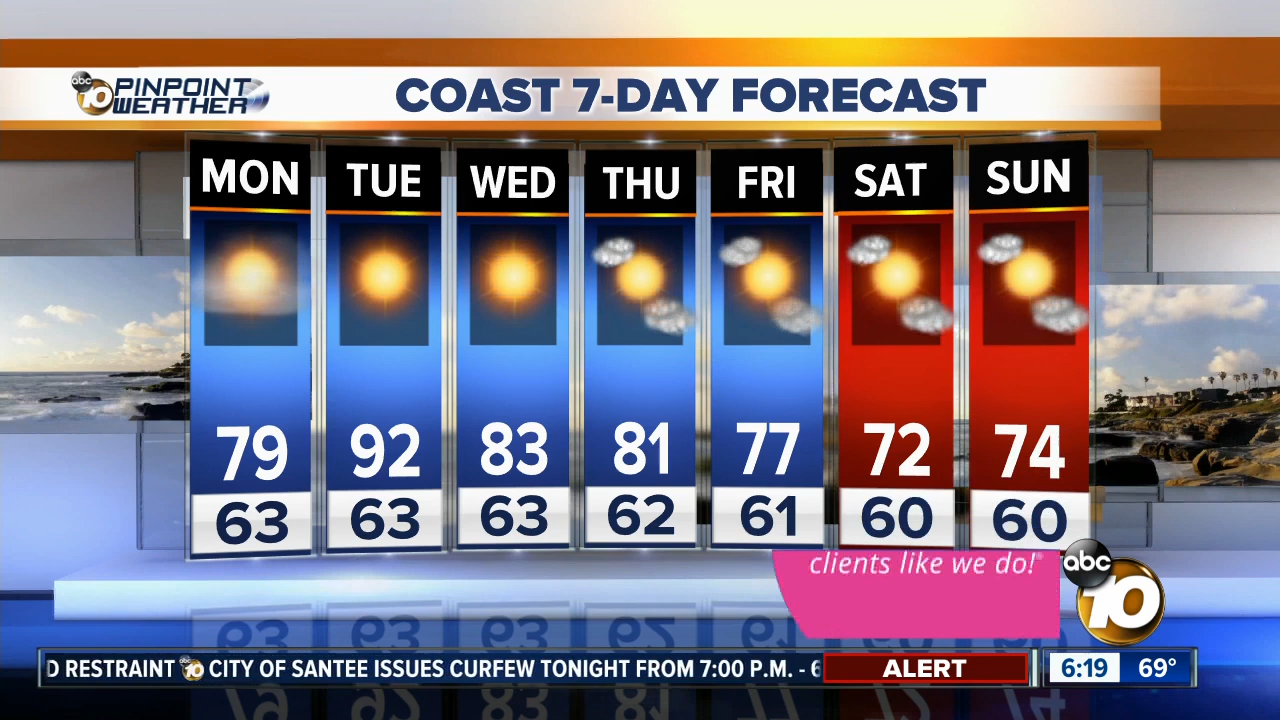 abc 10 PINPOINT WEATHER
COAST 7-DAY FORECAST
MON TUE WED THU FRI SAT SUN
79 92 83 81 77 72 74
63 63 63 62 61 60 60
clients like we do!®
abc 10
D RESTRAINT abc 10 CITY OF SANTEE ISSUES CURFEW TONIGHT FROM 7:00 P.M. - 6
ALERT
6:19 69°